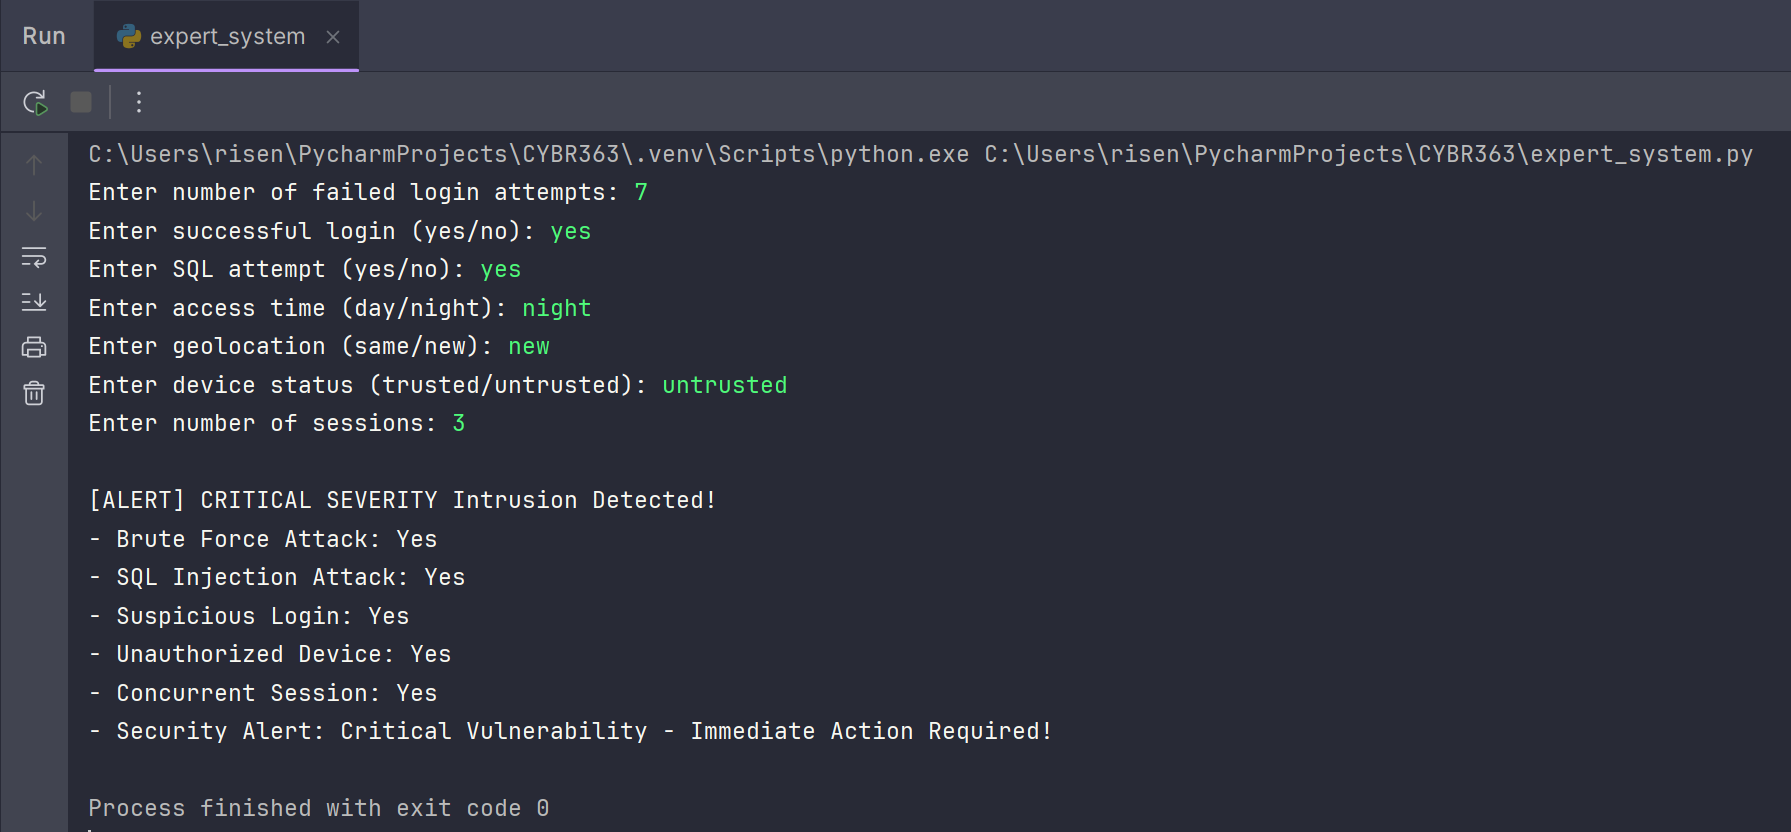 Run
expert_system
C:\Users\risen\PycharmProjects\CYBR363\.venv\Scripts\python.exe C:\Users\risen\PycharmProjects\CYBR363\expert_system.py
Enter number of failed login attempts: 7
Enter successful login (yes/no): yes
Enter SQL attempt (yes/no): yes
Enter access time (day/night): night
Enter geolocation (same/new): new
Enter device status (trusted/untrusted): untrusted
Enter number of sessions: 3
[ALERT] CRITICAL SEVERITY Intrusion Detected!
- Brute Force Attack: Yes
- SQL Injection Attack: Yes
- Suspicious Login: Yes
- Unauthorized Device: Yes
- Concurrent Session: Yes
- Security Alert: Critical Vulnerability - Immediate Action Required!
Process finished with exit code 0